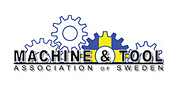 MACHINE & TOOL
ASSOCIATION OF SWEDEN